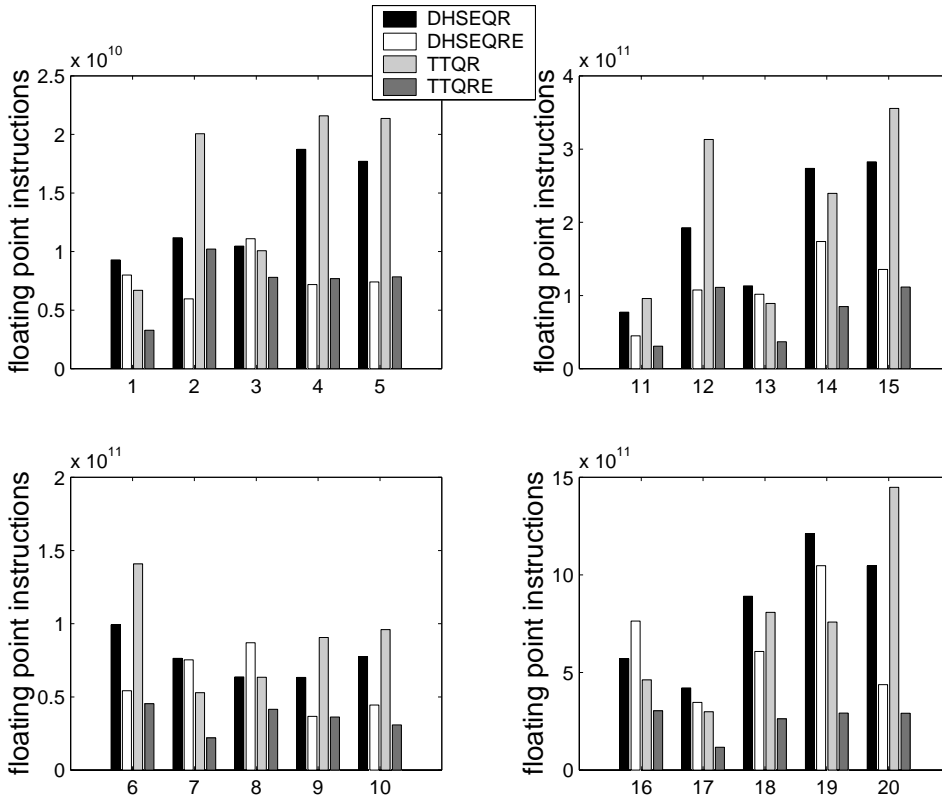 DHSEQR
DHSEQRE
TTQR
TTQRE
x 10^10
2.5
2
1.5
1
0.5
0
floating point instructions
1 2 3 4 5
x 10^11
4
3
2
1
0
floating point instructions
11 12 13 14 15
x 10^11
2
1.5
1
0.5
0
floating point instructions
6 7 8 9 10
x 10^11
15
10
5
0
floating point instructions
16 17 18 19 20